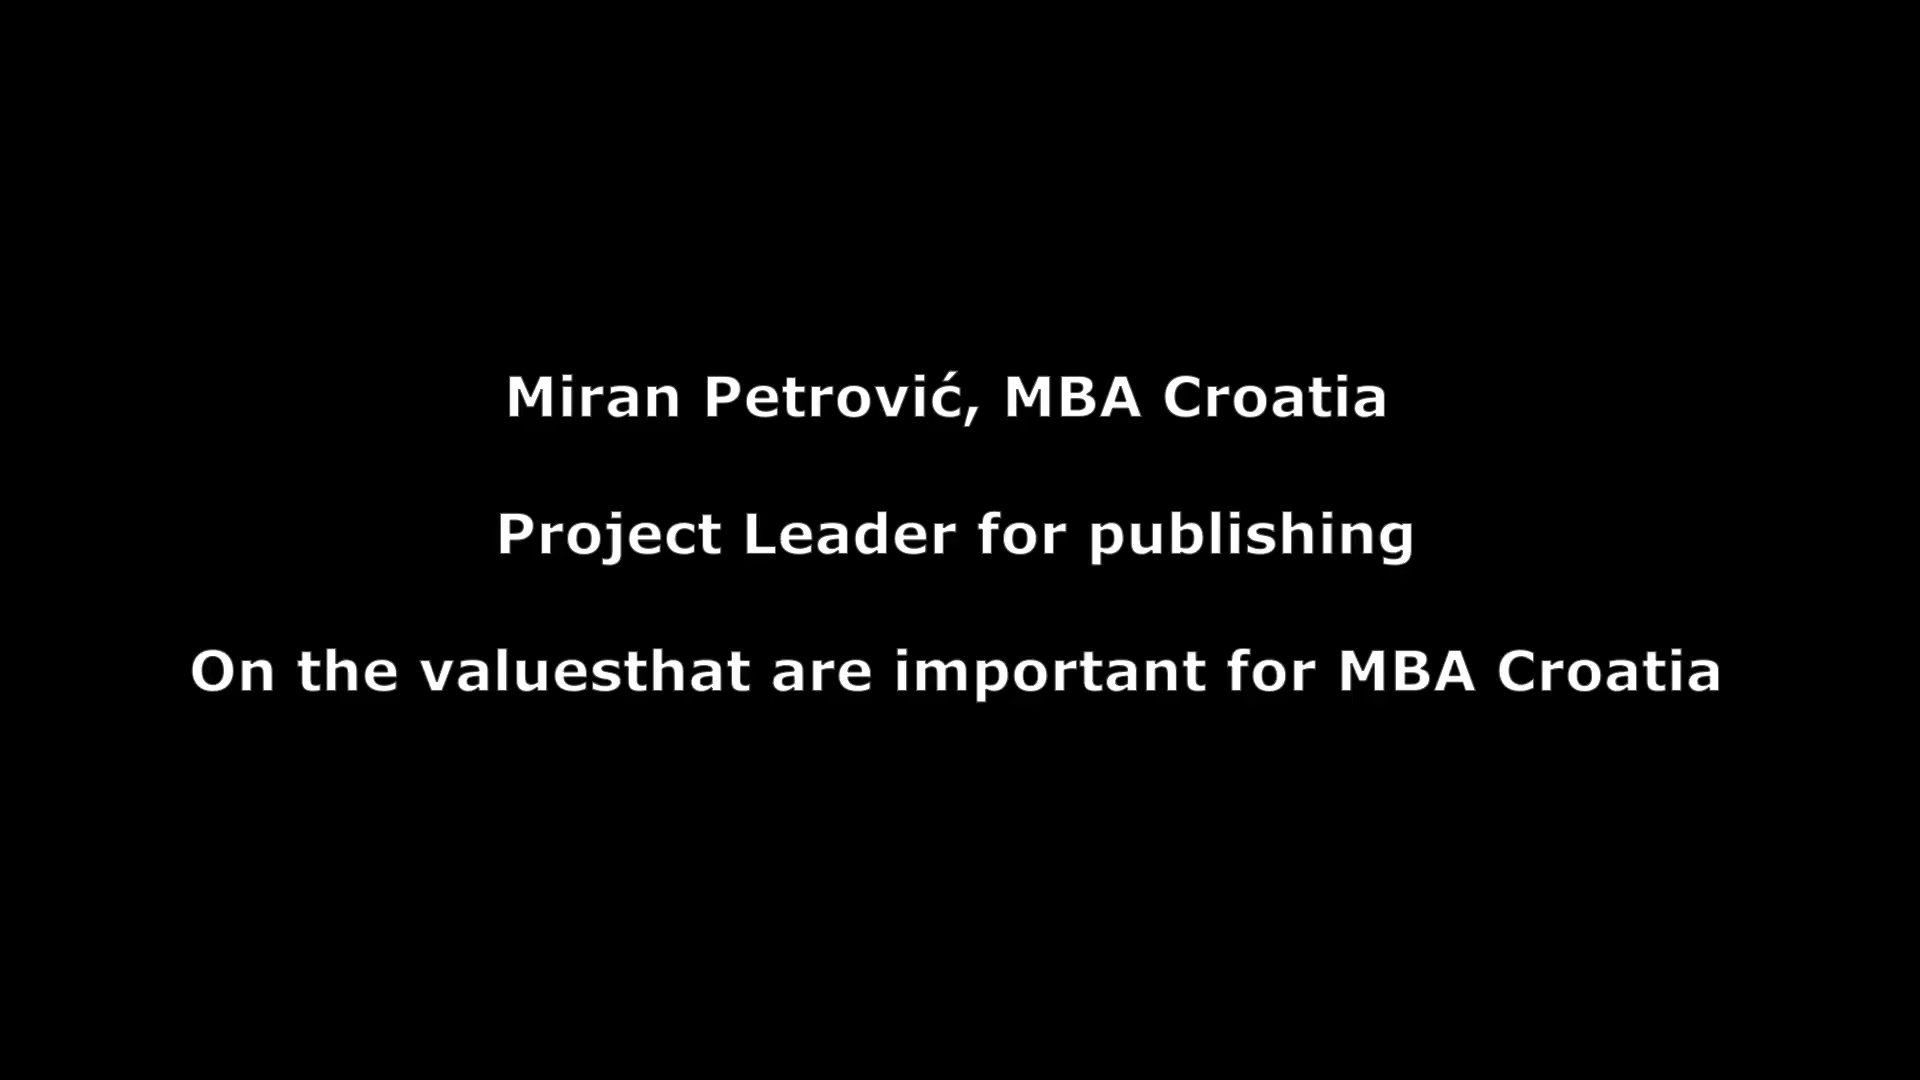 Miran Petrović, MBA Croatia
Project Leader for publishing
On the valuesthat are important for MBA Croatia